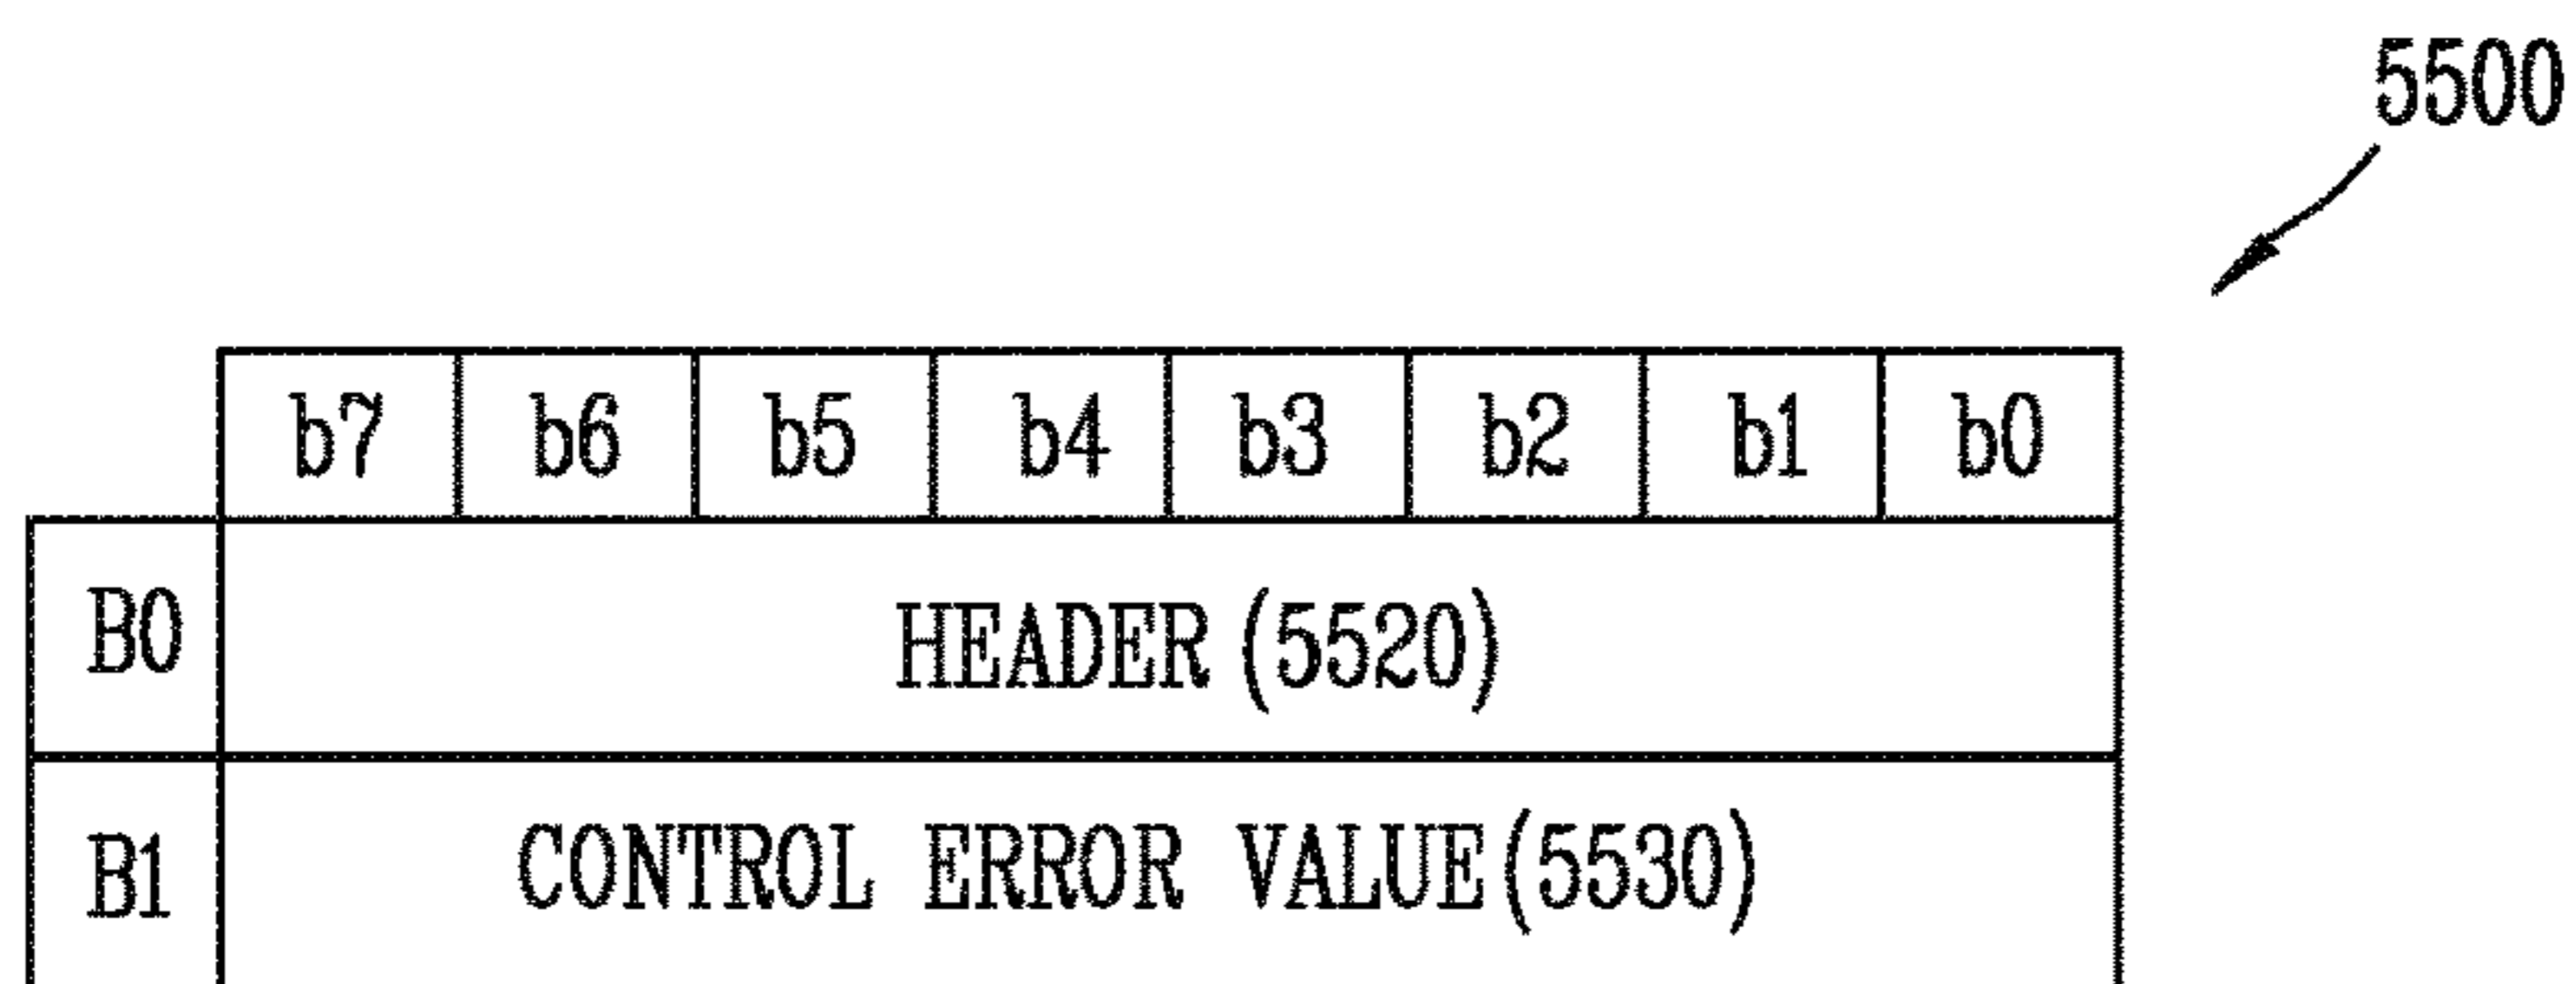 5500
b7 b6 b5 b4 b3 b2 b1 b0
B0 HEADER (5520)
B1 CONTROL ERROR VALUE (5530)